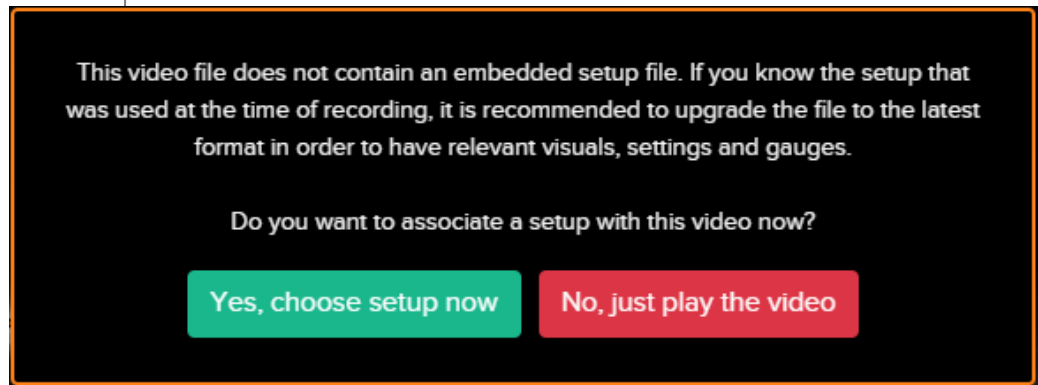 This video file does not contain an embedded setup file. If you know the setup that
was used at the time of recording, it is recommended to upgrade the file to the latest
format in order to have relevant visuals, settings and gauges.
Do you want to associate a setup with this video now?
Yes, choose setup now
No, just play the video